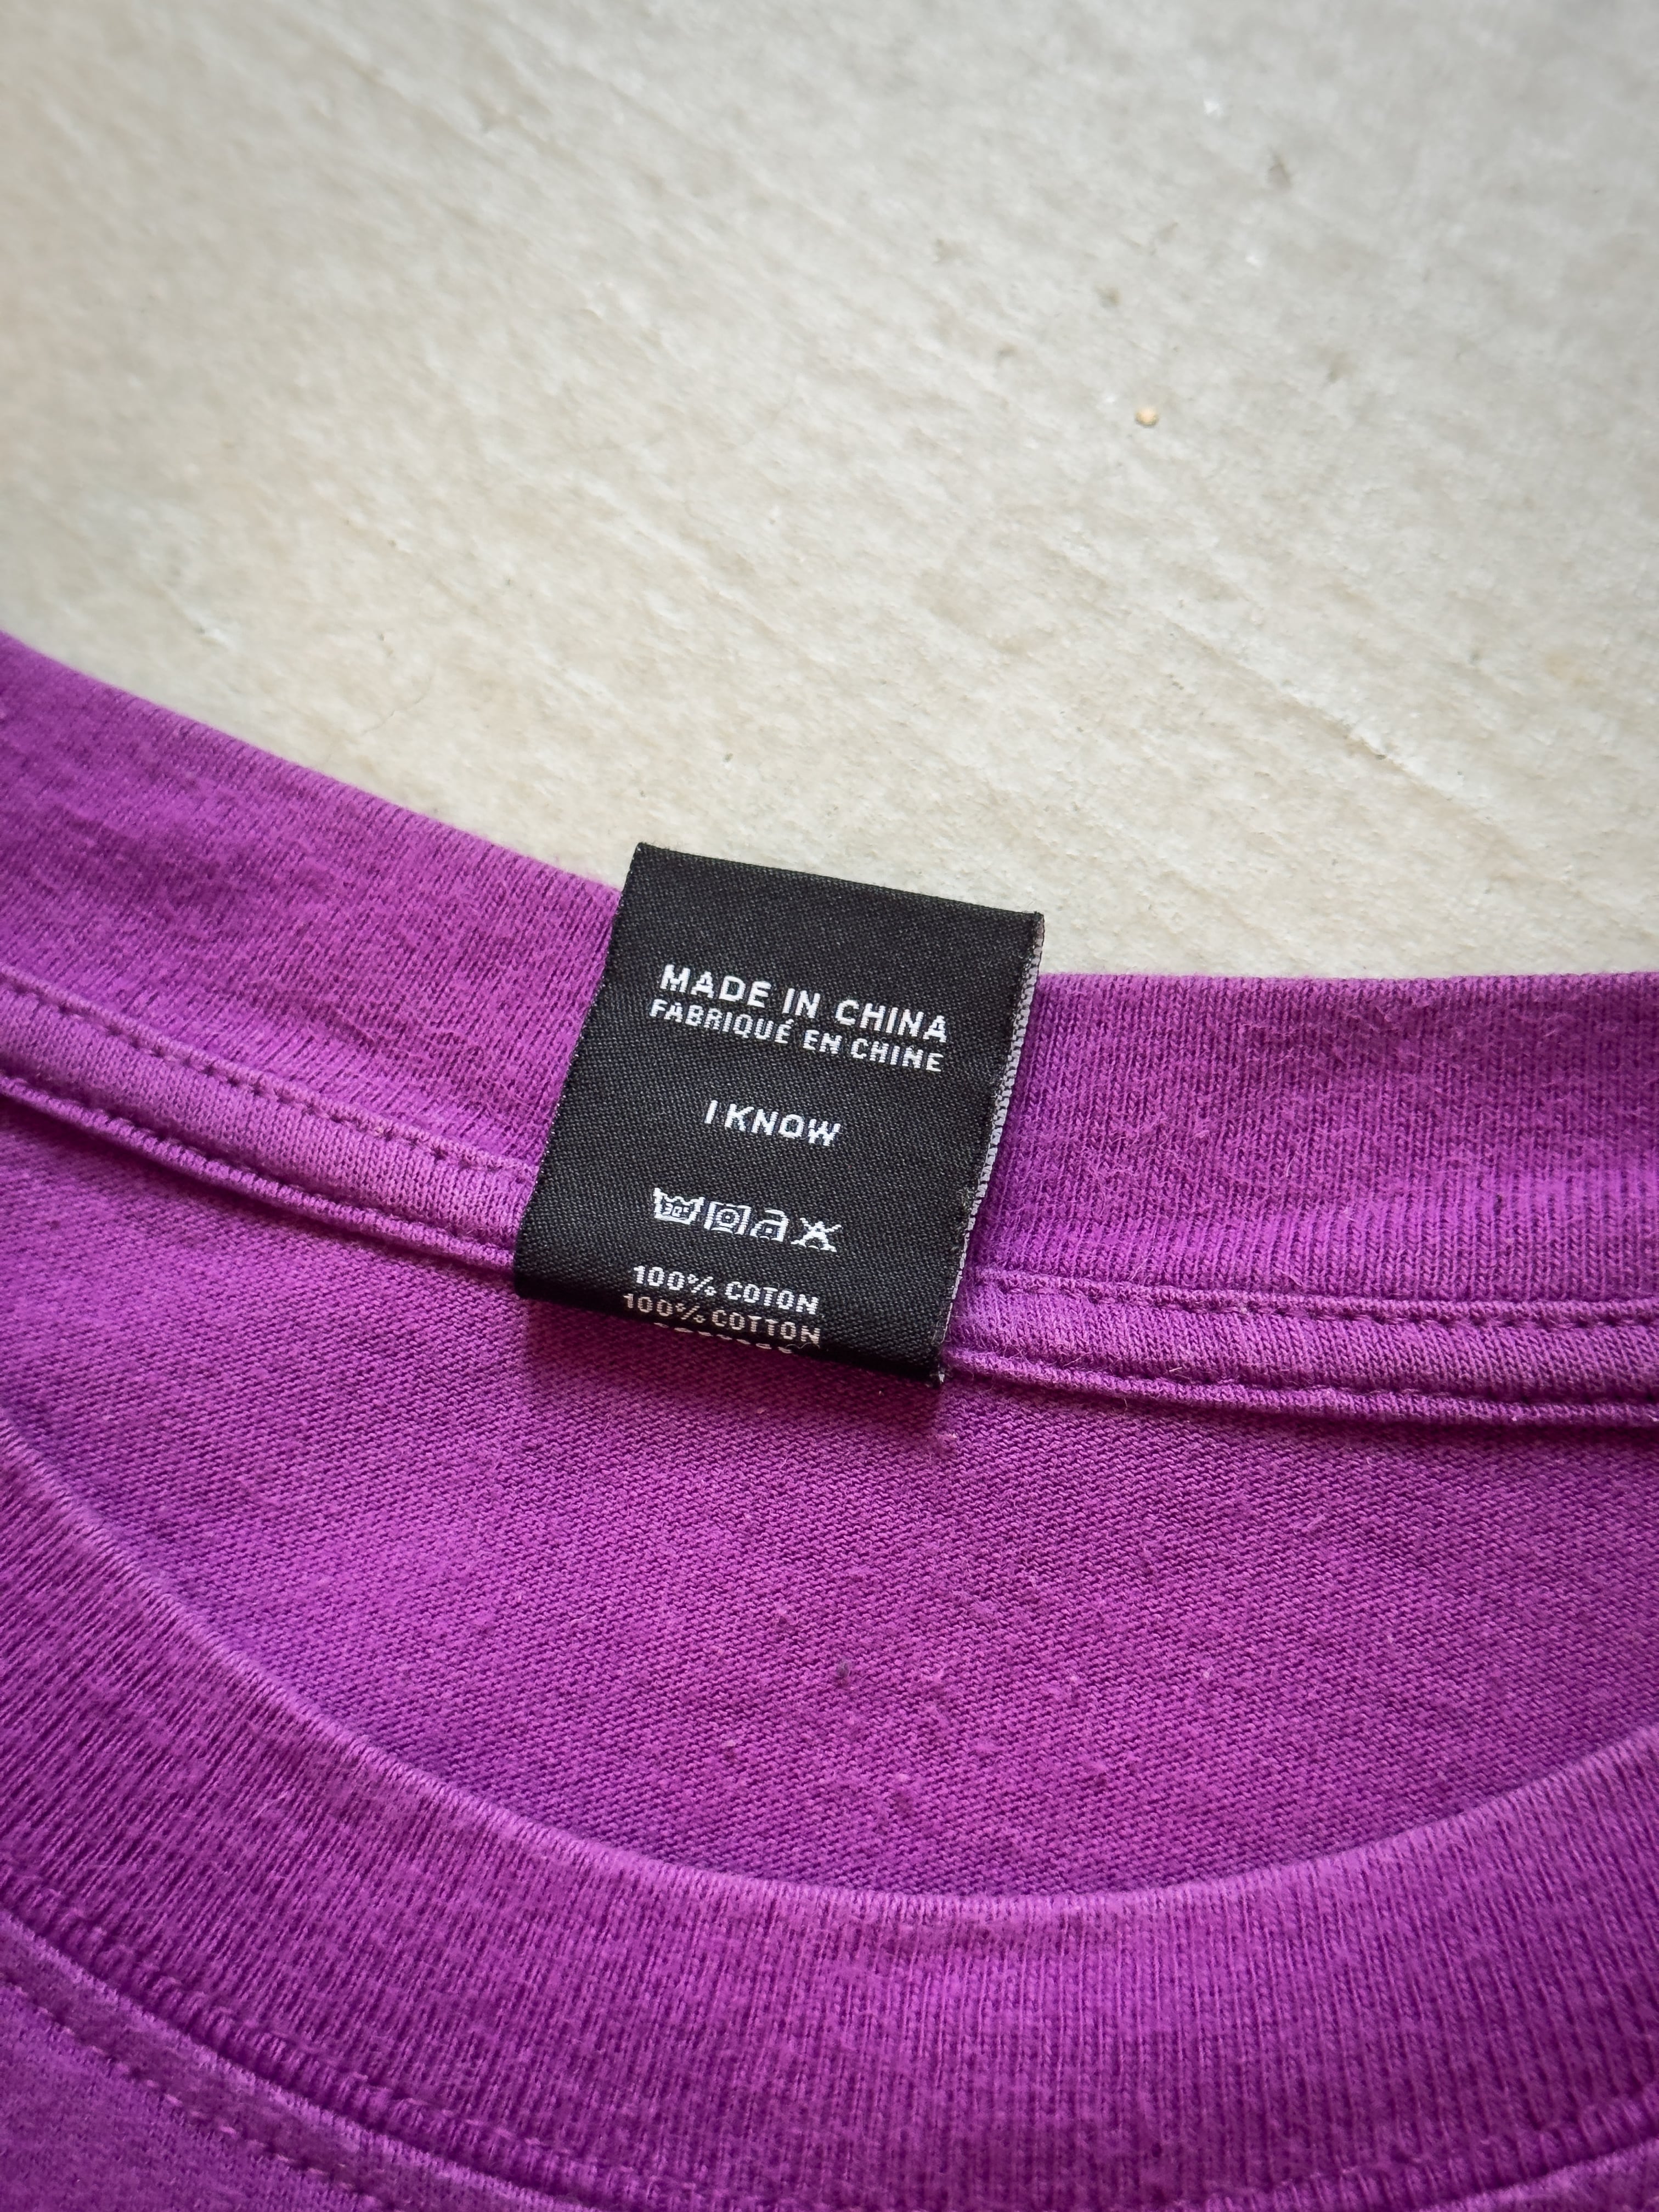 MADE IN CHINA
FABRIQUÉ EN CHINE
I KNOW
100% COTON
100% COTTON